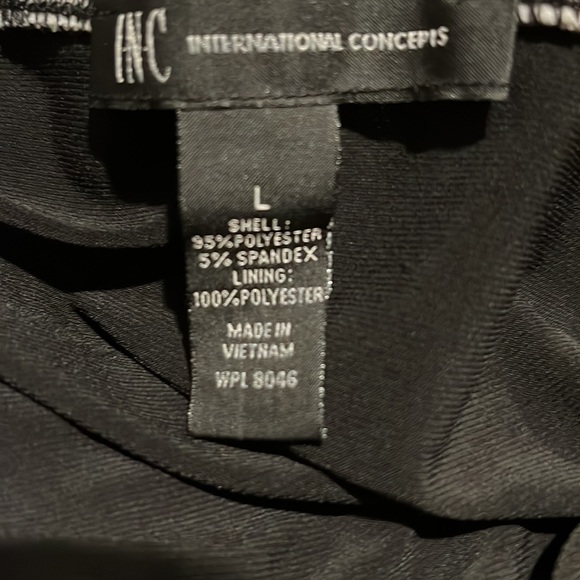 INC INTERNATIONAL CONCEPTS
L
SHELL:
95%POLYESTER
5% SPANDEX
LINING:
100%POLYESTER
MADE IN
VIETNAM
WPL 8046